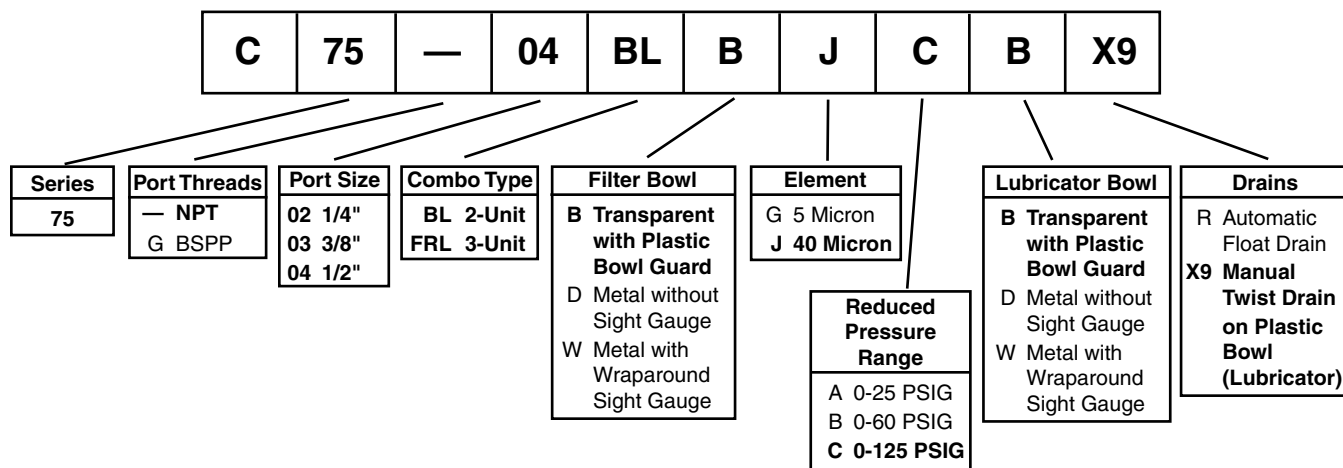 C 75 — 04 BL B J C B X9
Series
75
Port Threads
— NPT
G BSPP
Port Size
02 1/4"
03 3/8"
04 1/2"
Combo Type
BL 2-Unit
FRL 3-Unit
Filter Bowl
B Transparent
with Plastic
Bowl Guard
D Metal without
Sight Gauge
W Metal with
Wraparound
Sight Gauge
Element
G 5 Micron
J 40 Micron
Reduced
Pressure
Range
A 0-25 PSIG
B 0-60 PSIG
C 0-125 PSIG
Lubricator Bowl
B Transparent
with Plastic
Bowl Guard
D Metal without
Sight Gauge
W Metal with
Wraparound
Sight Gauge
Drains
R Automatic
Float Drain
X9 Manual
Twist Drain
on Plastic
Bowl
(Lubricator)